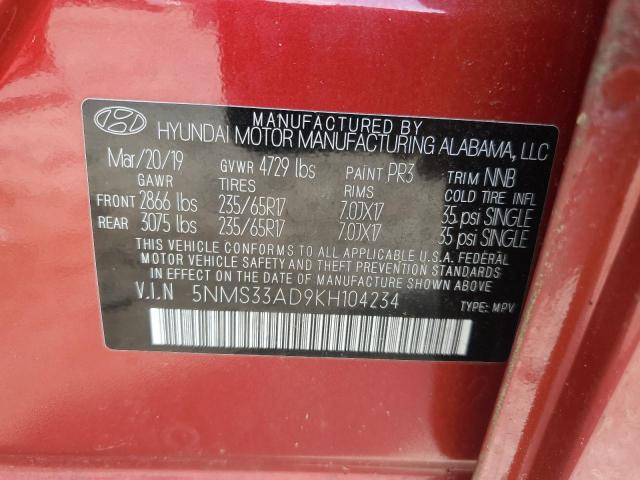 MANUFACTURED BY
HYUNDAI MOTOR MANUFACTURING ALABAMA, LLC
Mar/20/19 GVWR 4729 lbs PAINT PR3 TRIM NNB
GAWR TIRES RIMS COLD TIRE INFL
FRONT 2866 lbs 235/65R17 7.0JX17 35 psi SINGLE
REAR 3075 lbs 235/65R17 7.0JX17 35 psi SINGLE
THIS VEHICLE CONFORMS TO ALL APPLICABLE U.S.A. FEDERAL
MOTOR VEHICLE SAFETY AND BUMPER STANDARDS
IN EFFECT ON THE DATE OF MANUFACTURE SHOWN ABOVE
V.I.N 5NMS33AD9KH104234 TYPE: MPV